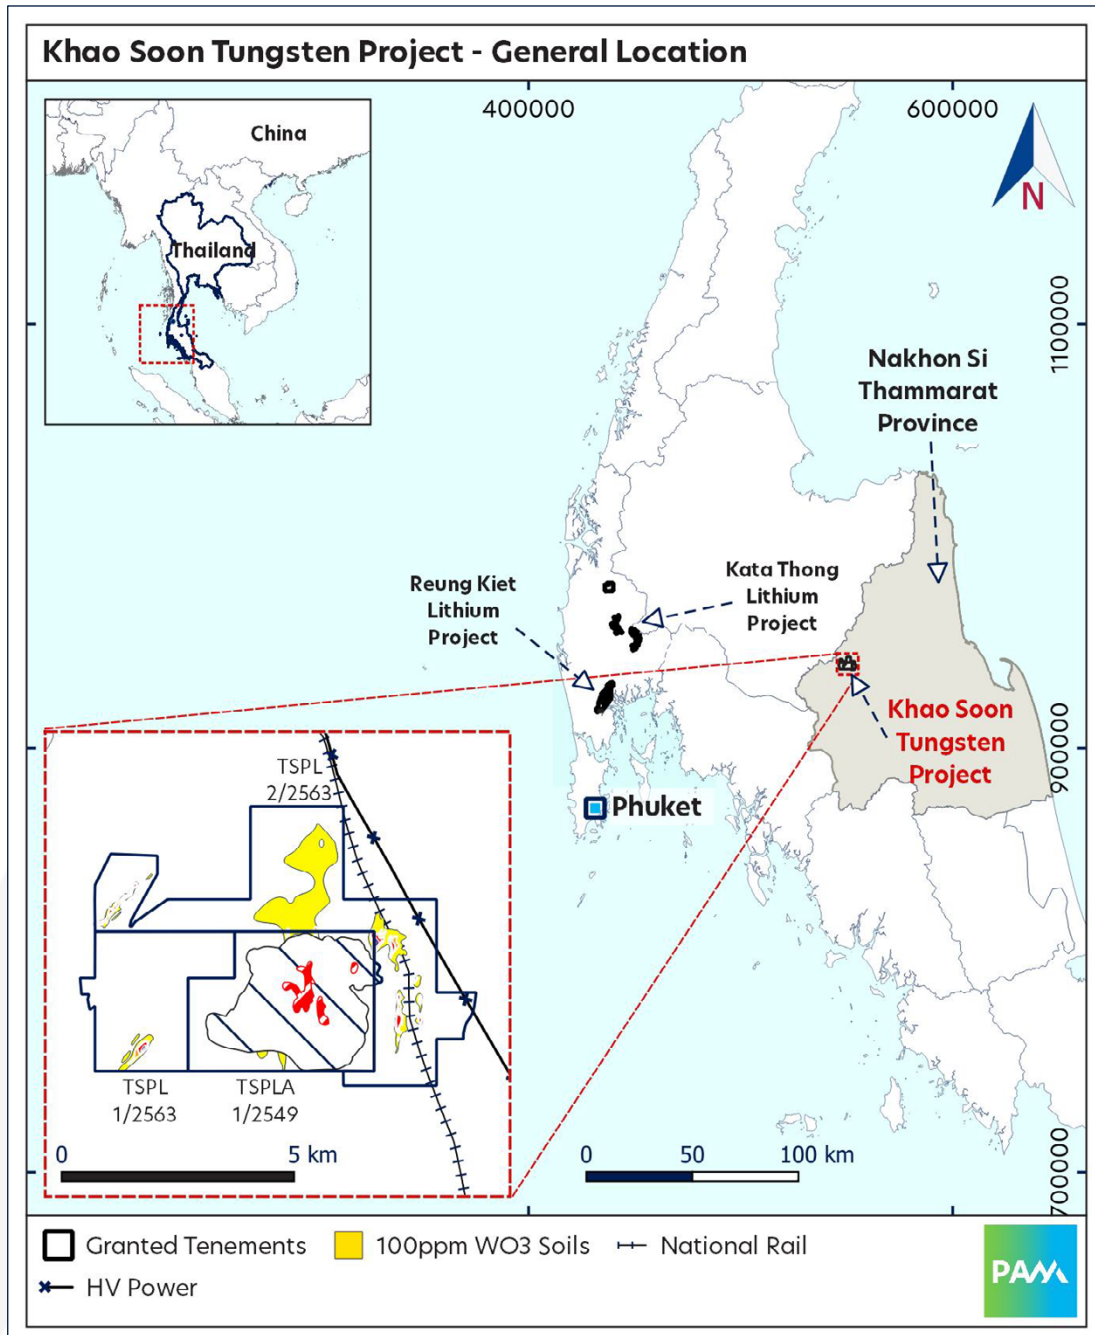 Khao Soon Tungsten Project - General Location
400000
600000
China
Thailand
N
1100000
Nakhon Si
Thammarat
Province
Reung Kiet
Lithium
Project
Kata Thong
Lithium
Project
Khao Soon
Tungsten
Project
900000
Phuket
TSPL
2/2563
TSPL
1/2563
TSPLA
1/2549
0
5 km
0
50
100 km
700000
Granted Tenements
100ppm WO3 Soils
National Rail
HV Power
PAM